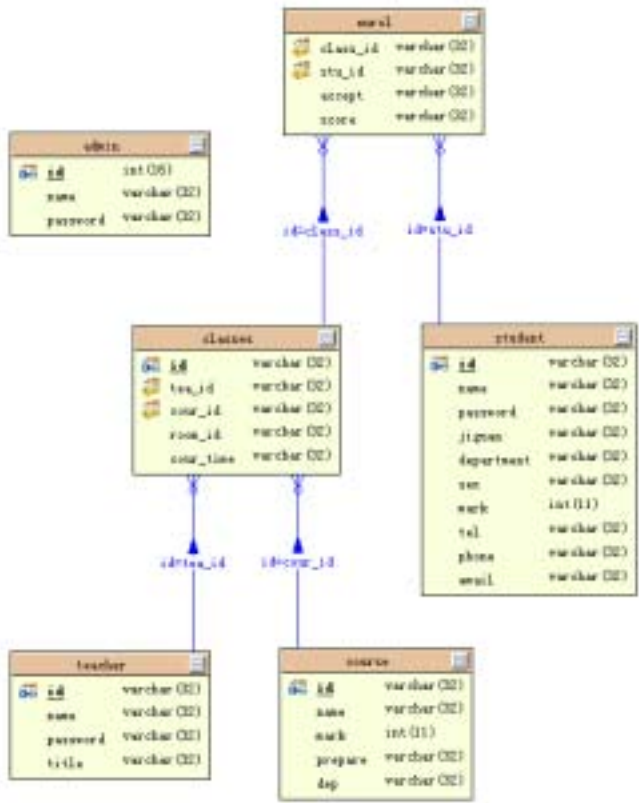 enrol
class_id varchar(32)
stu_id varchar(32)
accept varchar(32)
score varchar(32)
admin
id int(16)
name varchar(32)
password varchar(32)
id=class_id
id=stu_id
classes
id varchar(32)
tea_id varchar(32)
cour_id varchar(32)
room_id varchar(32)
cour_time varchar(32)
student
id varchar(32)
name varchar(32)
password varchar(32)
jiguan varchar(32)
department varchar(32)
sex varchar(32)
mark int(11)
tel varchar(32)
phone varchar(32)
email varchar(32)
id=tea_id
id=cour_id
teacher
id varchar(32)
name varchar(32)
password varchar(32)
title varchar(32)
course
id varchar(32)
name varchar(32)
mark int(11)
prepare varchar(32)
dep varchar(32)